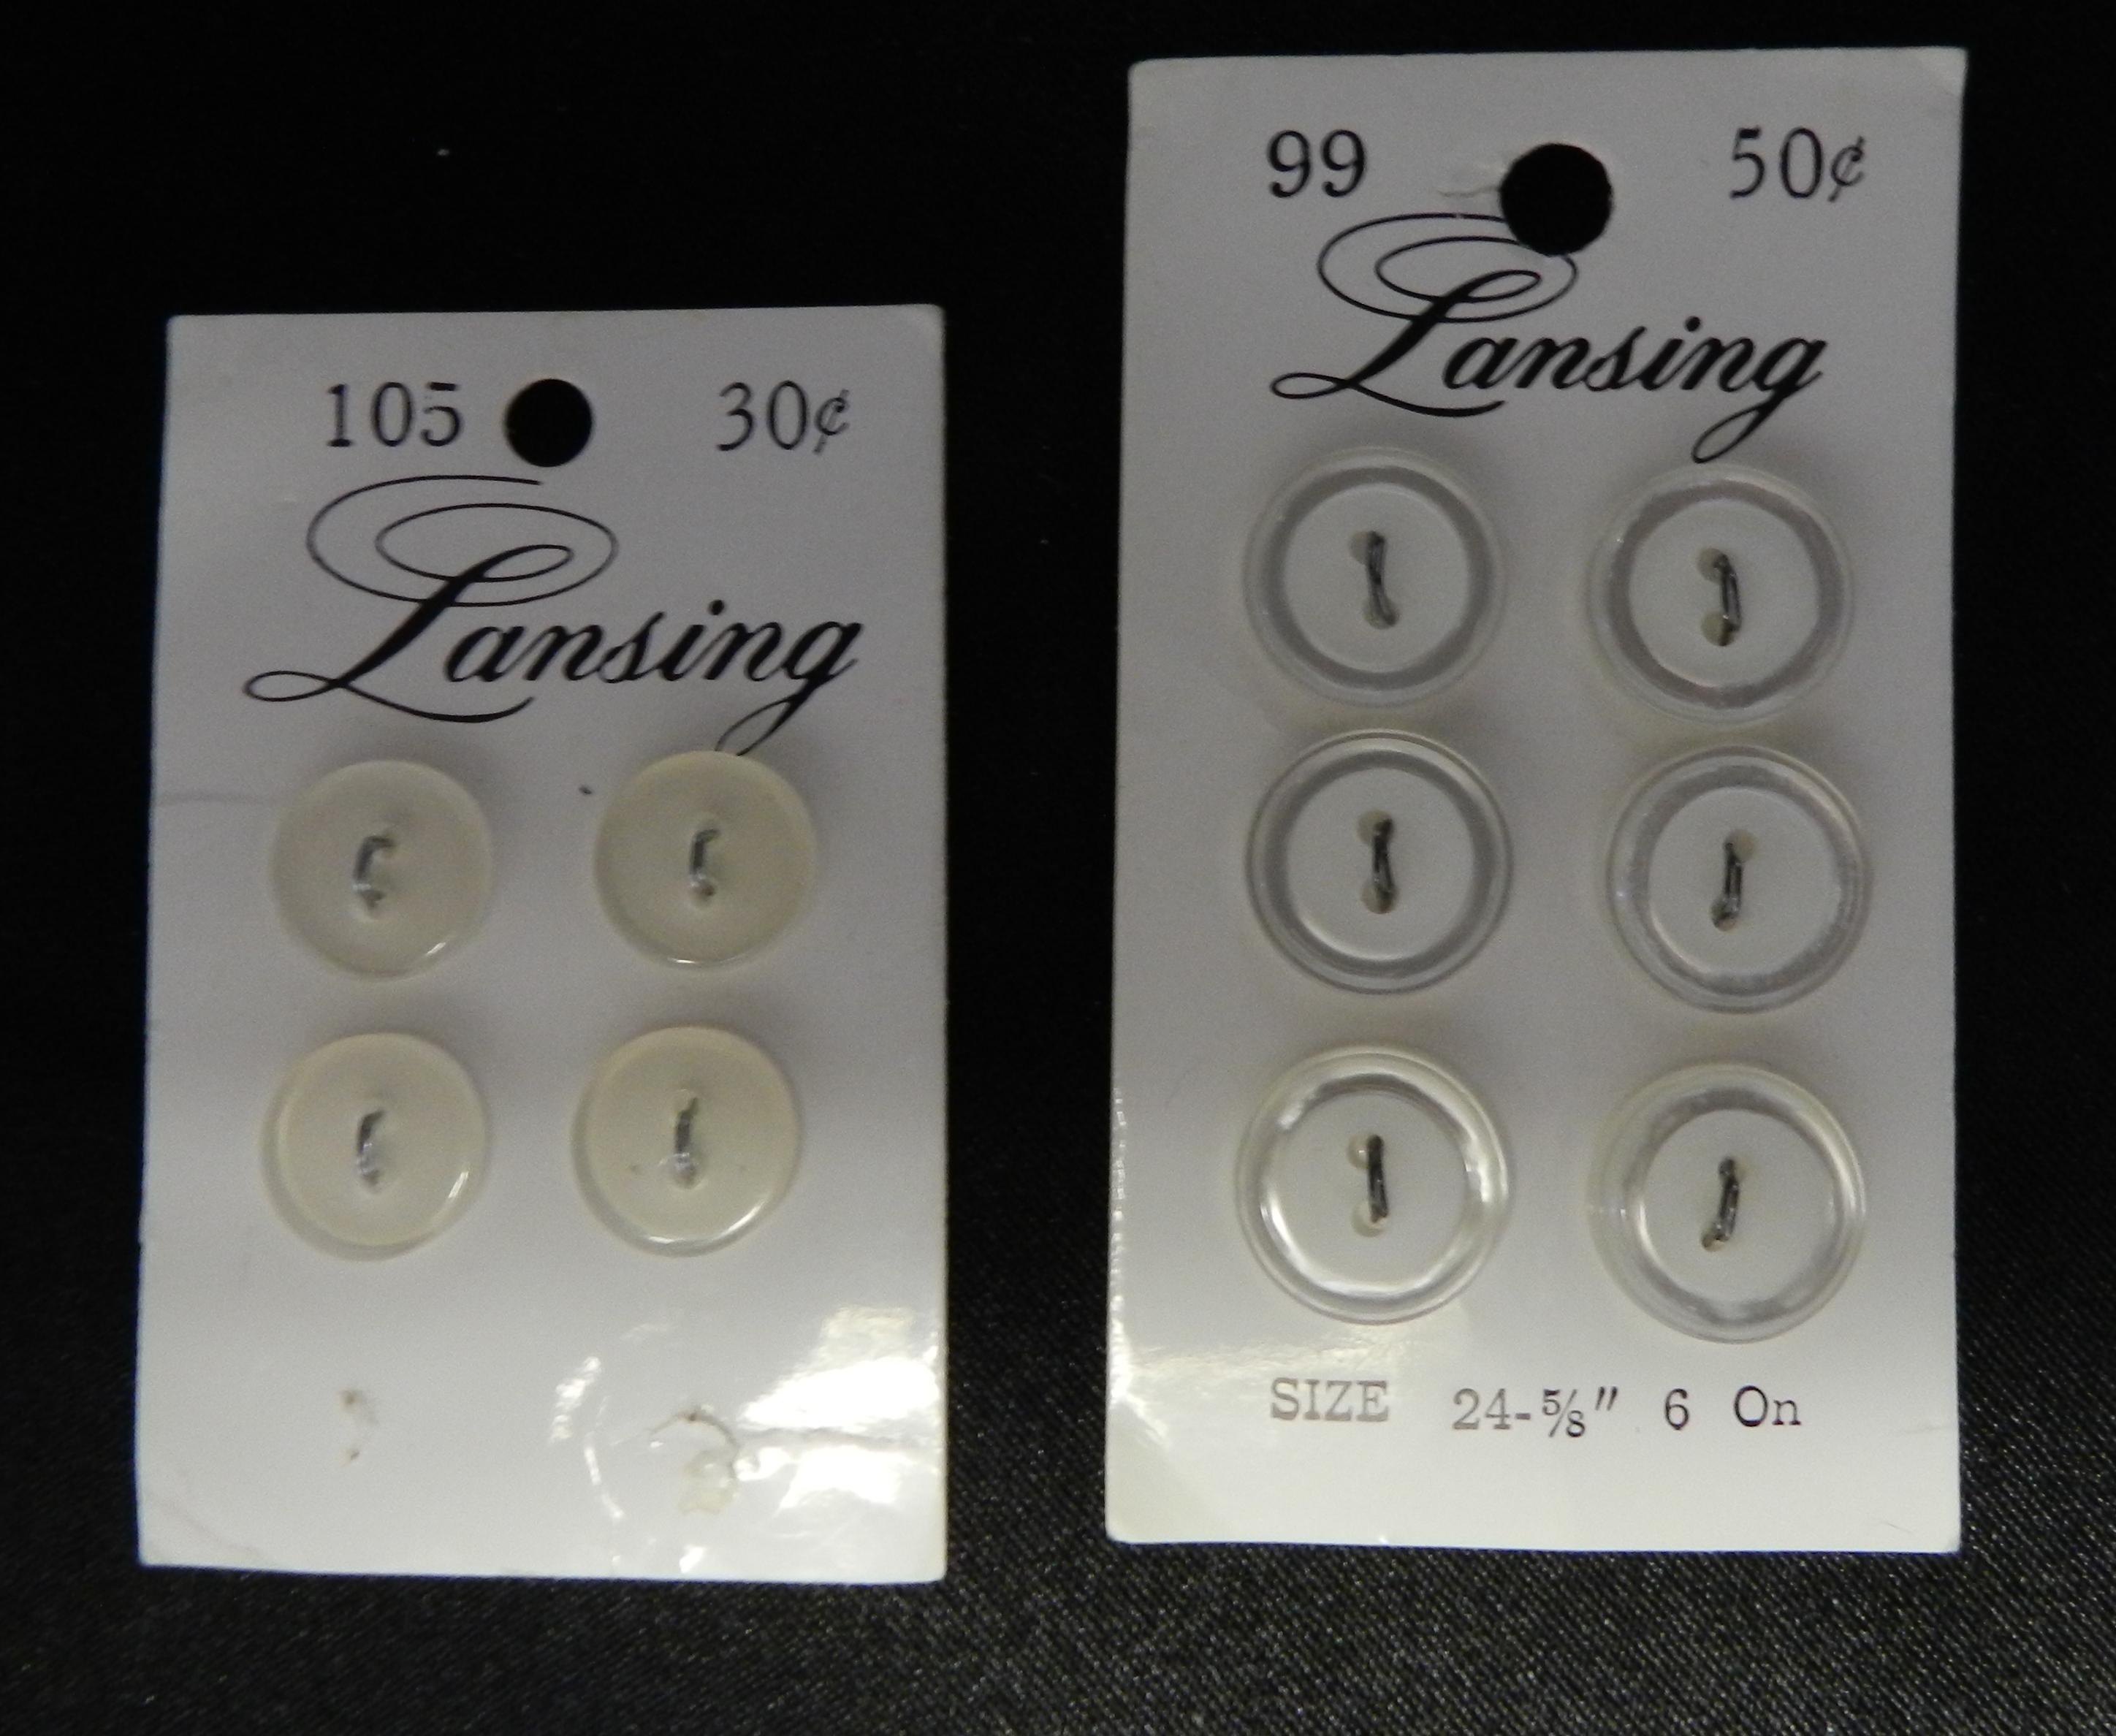 105 30¢
Lansing
99 50¢
Lansing
SIZE 24-⅝" 6 On